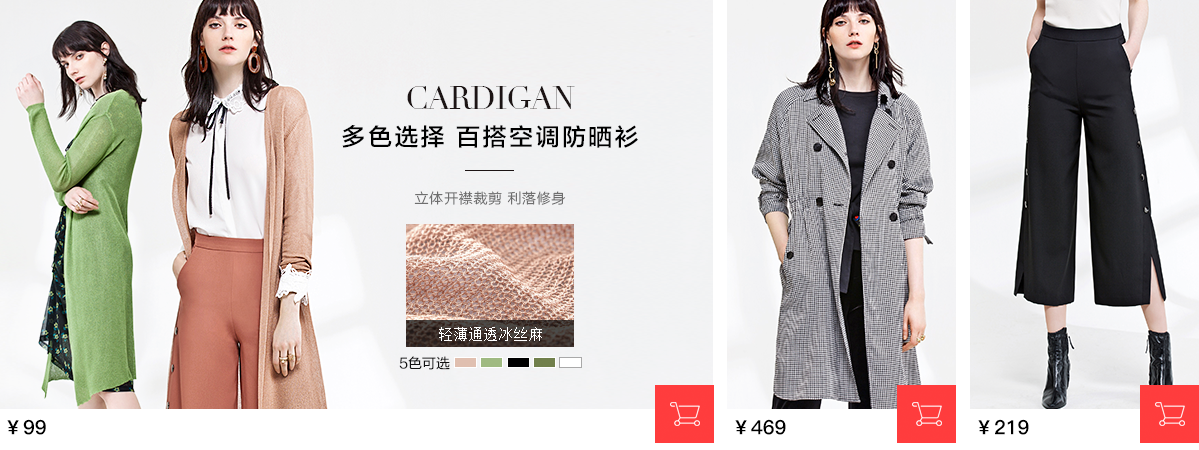 CARDIGAN
多色选择 百搭空调防晒衫
立体开襟裁剪 利落修身
轻薄通透冰丝麻
5色可选
¥ 99
¥ 469
¥ 219